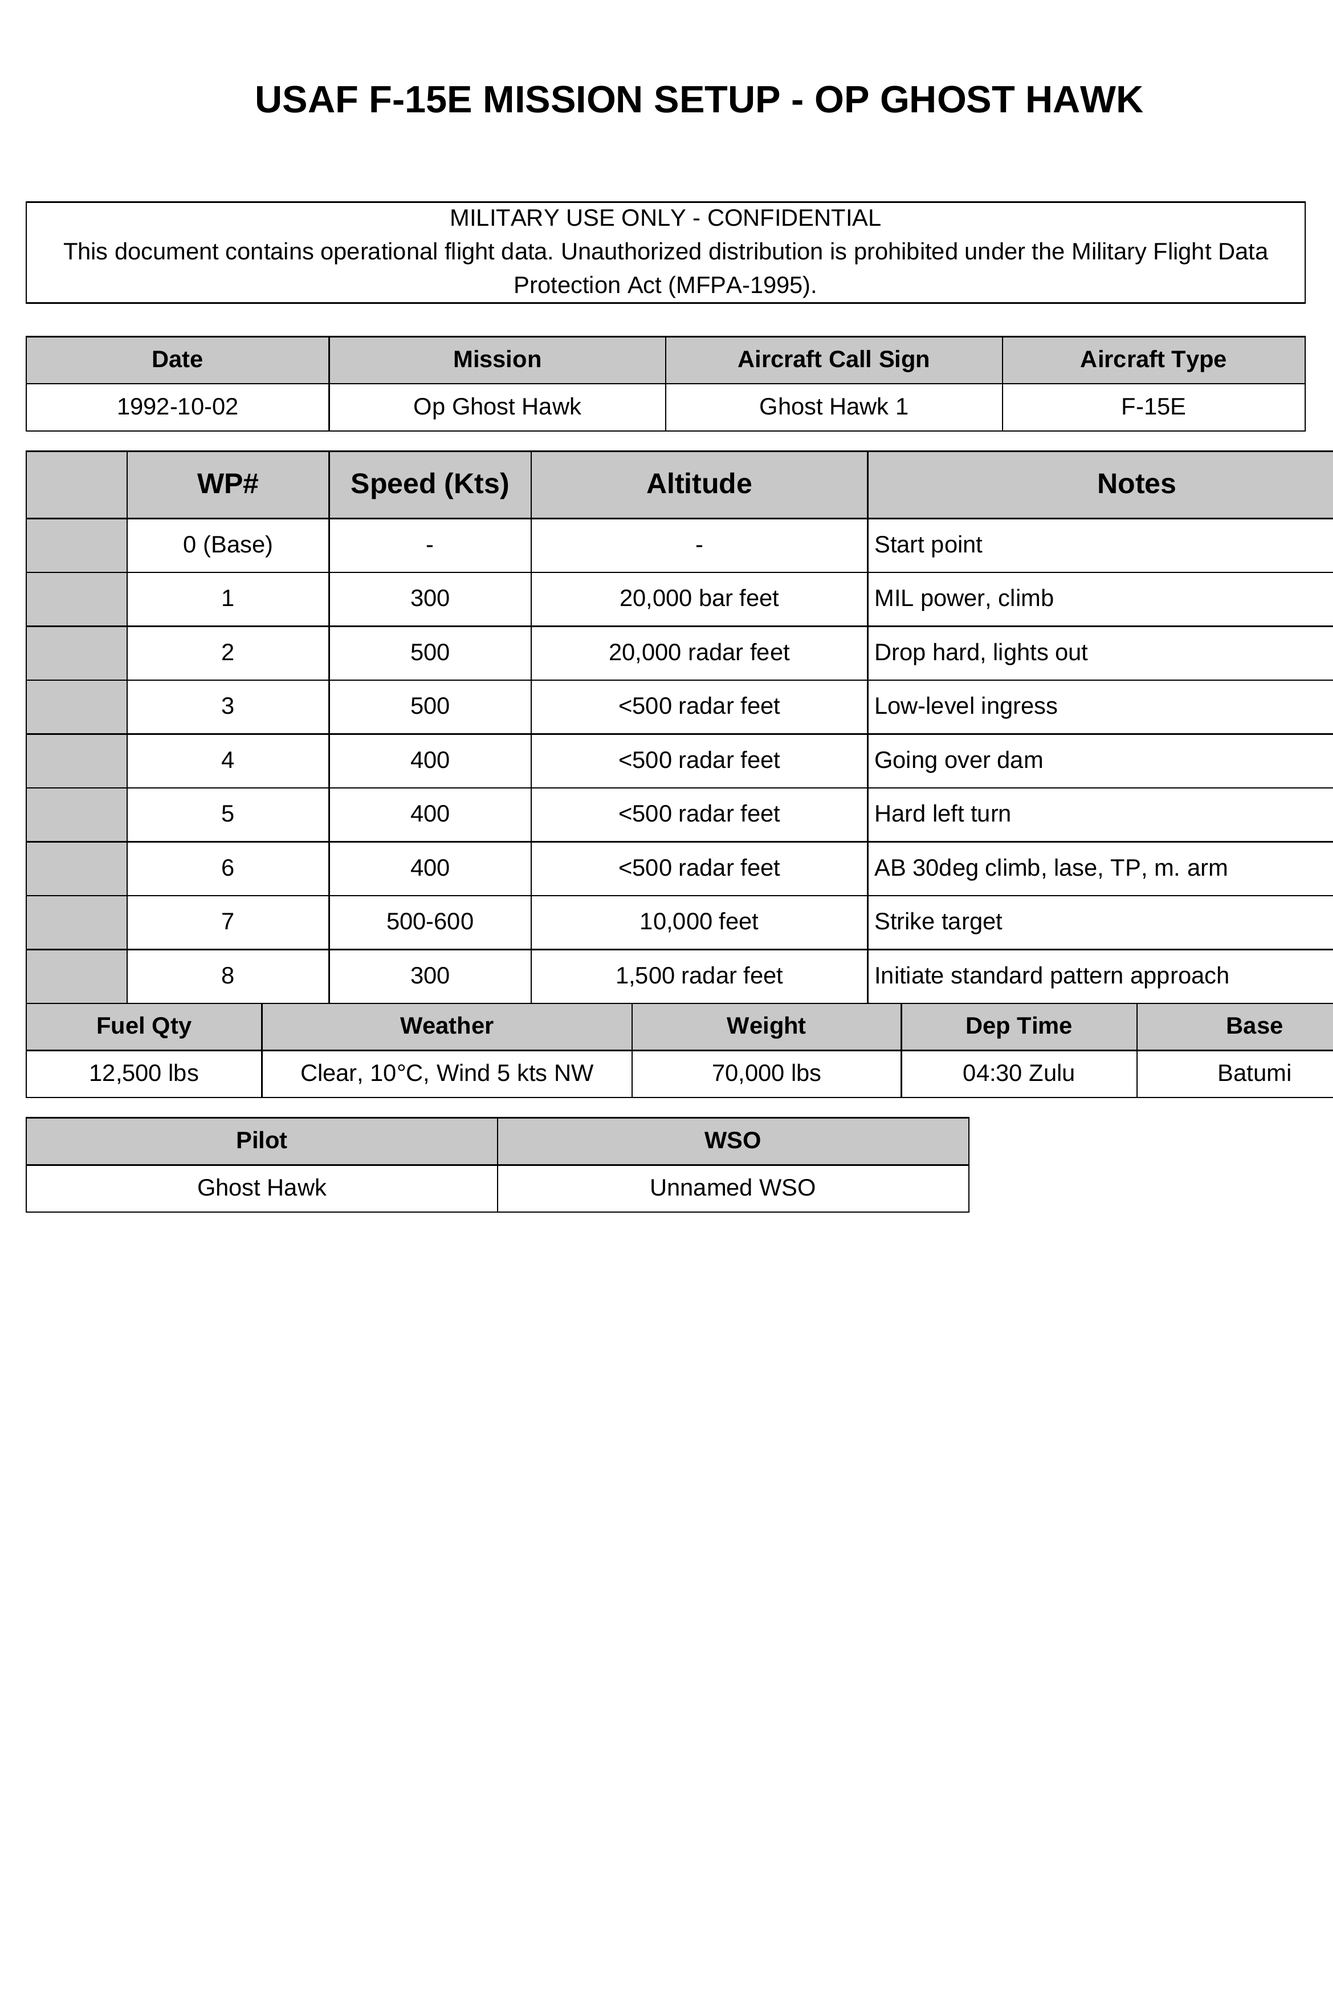 USAF F-15E MISSION SETUP - OP GHOST HAWK
MILITARY USE ONLY - CONFIDENTIAL
This document contains operational flight data. Unauthorized distribution is prohibited under the Military Flight Data
Protection Act (MFPA-1995).
Date Mission Aircraft Call Sign Aircraft Type
1992-10-02 Op Ghost Hawk Ghost Hawk 1 F-15E
WP# Speed (Kts) Altitude Notes
0 (Base) - - Start point
1 300 20,000 bar feet MIL power, climb
2 500 20,000 radar feet Drop hard, lights out
3 500 <500 radar feet Low-level ingress
4 400 <500 radar feet Going over dam
5 400 <500 radar feet Hard left turn
6 400 <500 radar feet AB 30deg climb, lase, TP, m. arm
7 500-600 10,000 feet Strike target
8 300 1,500 radar feet Initiate standard pattern approach
Fuel Qty Weather Weight Dep Time Base
12,500 lbs Clear, 10°C, Wind 5 kts NW 70,000 lbs 04:30 Zulu Batumi
Pilot WSO
Ghost Hawk Unnamed WSO